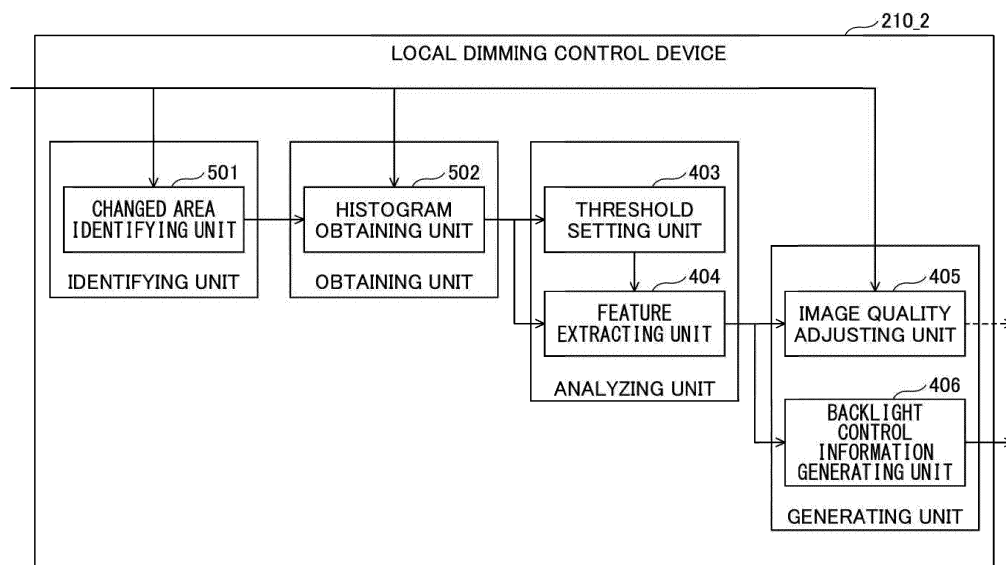 210_2
LOCAL DIMMING CONTROL DEVICE
501
CHANGED AREA
IDENTIFYING UNIT
IDENTIFYING UNIT
502
HISTOGRAM
OBTAINING UNIT
OBTAINING UNIT
403
THRESHOLD
SETTING UNIT
404
FEATURE
EXTRACTING UNIT
ANALYZING UNIT
405
IMAGE QUALITY
ADJUSTING UNIT
406
BACKLIGHT
CONTROL
INFORMATION
GENERATING UNIT
GENERATING UNIT